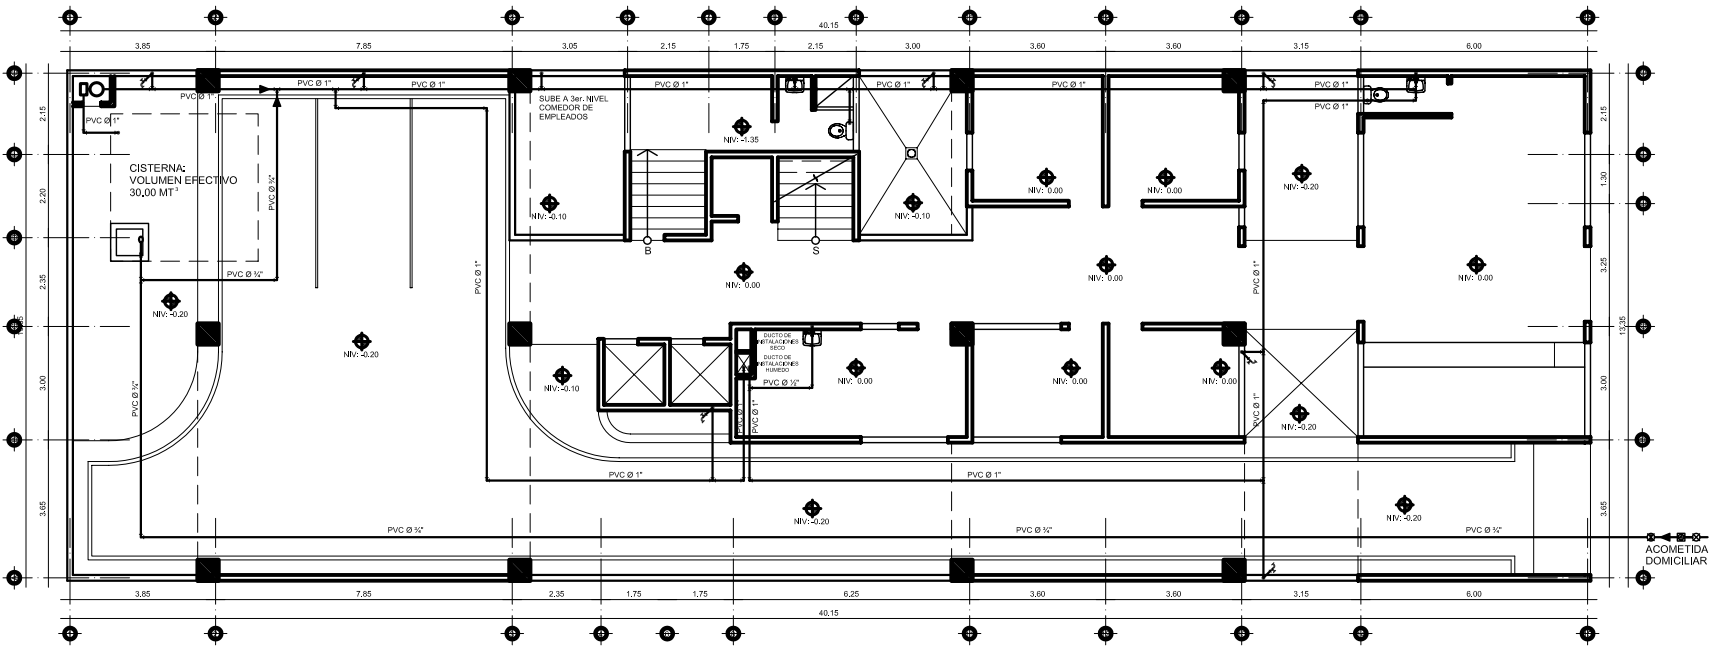 40.15
3.85 7.85 3.05 2.15 1.75 2.15 3.00 3.60 3.60 3.15 6.00
PVC Ø 1" PVC Ø 1" PVC Ø 1" PVC Ø 1" PVC Ø 1" PVC Ø 1" PVC Ø 1"
PVC Ø 1"
PVC Ø 1"
PVC Ø 1"
SUBE A 3er. NIVEL
COMEDOR DE
EMPLEADOS
2.15
2.15
NIV: -1.35
CISTERNA:
VOLUMEN EFECTIVO
30.00 MT³
PVC Ø ¾"
2.20
1.30
NIV: -0.20
NIV: 0.00
NIV: 0.00
NIV: -0.10
NIV: -0.10
B
S
PVC Ø ¾"
PVC Ø 1"
PVC Ø 1"
NIV: 0.00
NIV: 0.00
NIV: 0.00
2.35
3.25
NIV: -0.20
13.35
NIV: -0.20
DUCTO DE
INSTALACIONES
SECO
DUCTO DE
INSTALACIONES
HUMEDO
NIV: -0.10
PVC Ø ½"
NIV: 0.00
NIV: 0.00
NIV: 0.00
3.00
3.00
PVC Ø ¾"
PVC Ø 1"
PVC Ø 1"
PVC Ø 1"
NIV: -0.20
PVC Ø 1"
PVC Ø 1"
3.65
3.65
NIV: -0.20
NIV: -0.20
PVC Ø ¾"
PVC Ø ¾"
PVC Ø ¾"
ACOMETIDA
DOMICILIAR
3.85 7.85 2.35 1.75 1.75 6.25 3.60 3.60 3.15 6.00
40.15